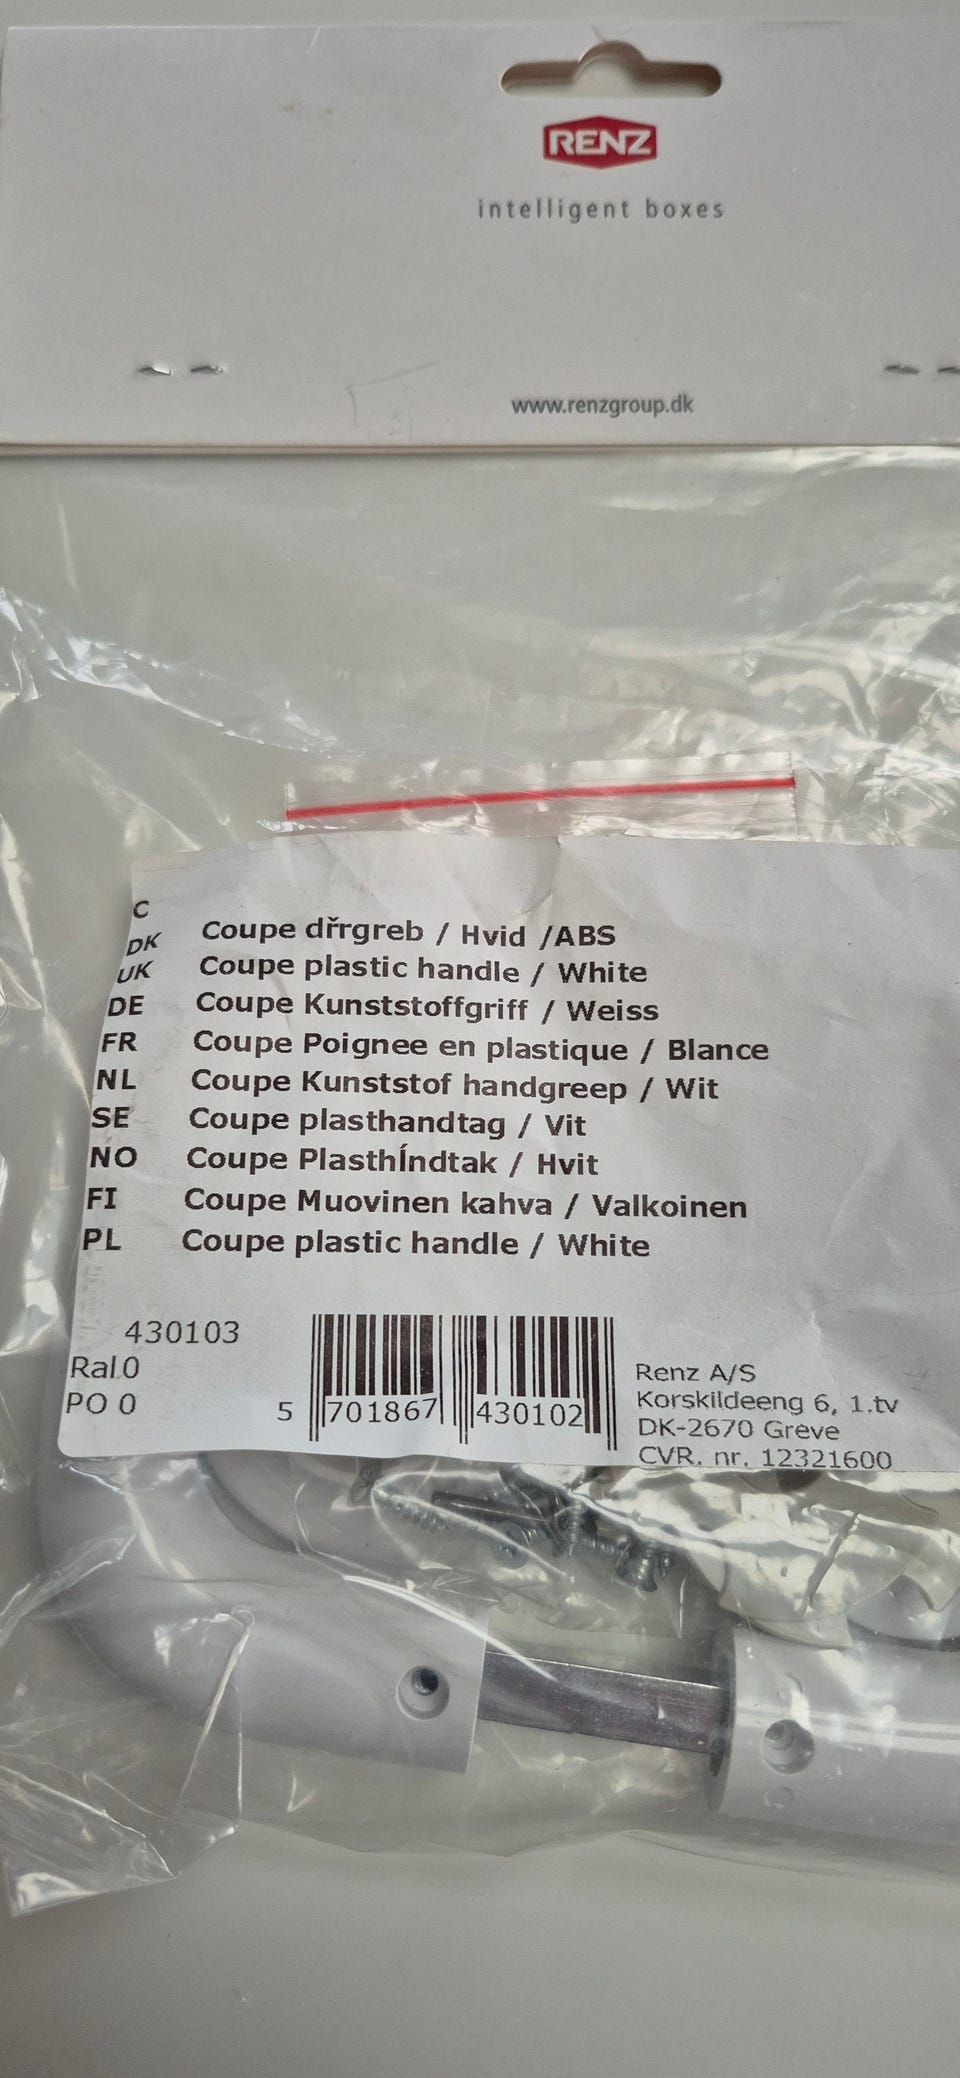 RENZ
intelligent boxes
www.renzgroup.dk
C
DK Coupe dřrgreb / Hvid /ABS
UK Coupe plastic handle / White
DE Coupe Kunststoffgriff / Weiss
FR Coupe Poignee en plastique / Blance
NL Coupe Kunststof handgreep / Wit
SE Coupe plasthandtag / Vit
NO Coupe PlasthÍndtak / Hvit
FI Coupe Muovinen kahva / Valkoinen
PL Coupe plastic handle / White
430103
Ral 0
PO 0
5 701867 430102
Renz A/S
Korskildeeng 6, 1.tv
DK-2670 Greve
CVR. nr. 12321600